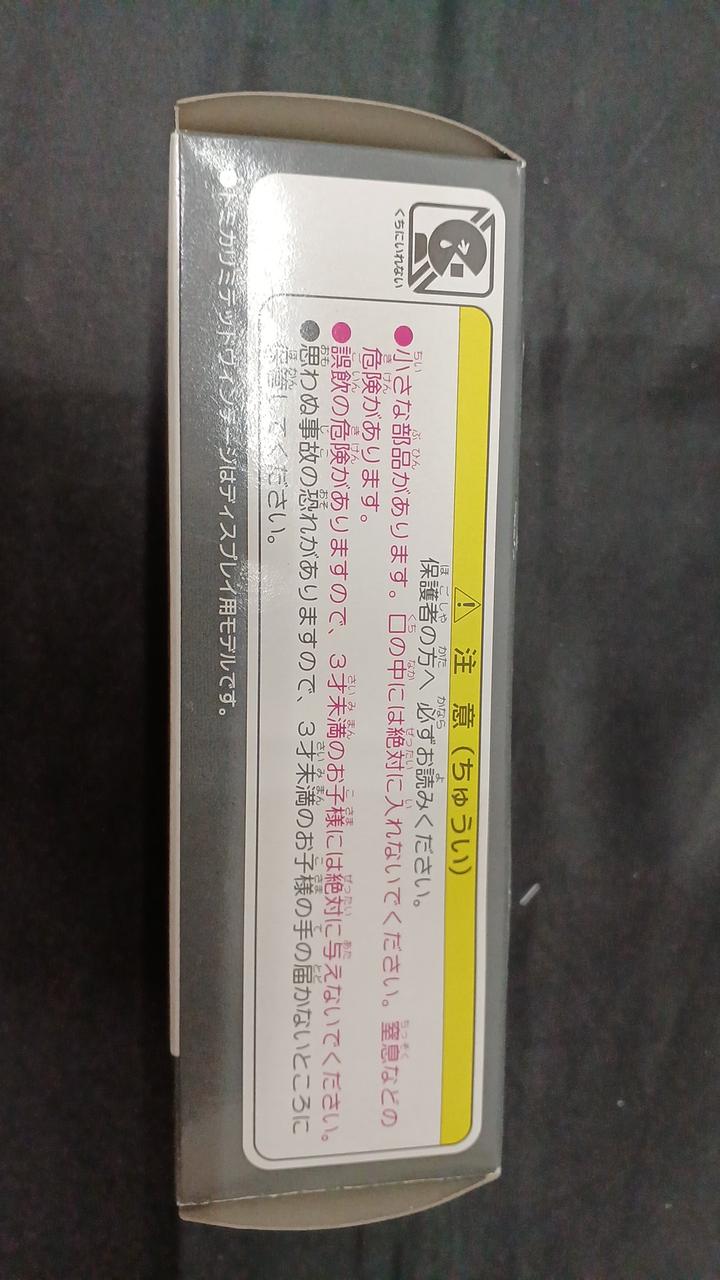 くちにいれない
⚠ 注 意(ちゅうい)
保護者の方へ 必ずお読みください。
●小さな部品があります。口の中には絶対に入れないでください。窒息などの
危険があります。
●誤飲の危険がありますので、3才未満のお子様には絶対に与えないでください。
●思わぬ事故の恐れがありますので、3才未満のお子様の手の届かないところに
保管してください。
●トミカリミテッドヴィンテージはディスプレイ用モデルです。